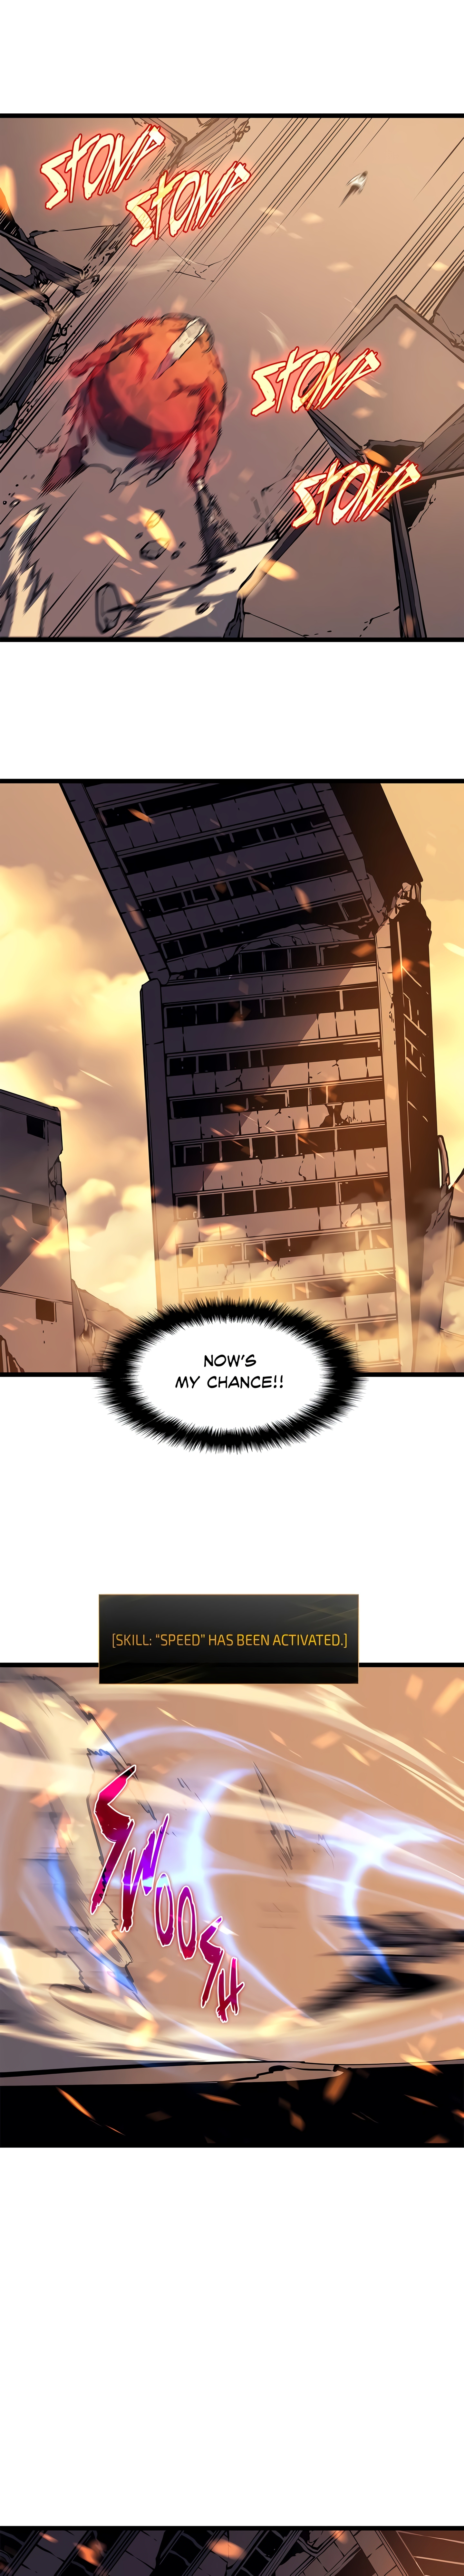 STOMP
STOMP
STOMP
STOMP
NOW'S
MY CHANCE!!
[SKILL: “SPEED” HAS BEEN ACTIVATED.]
SWOOSH